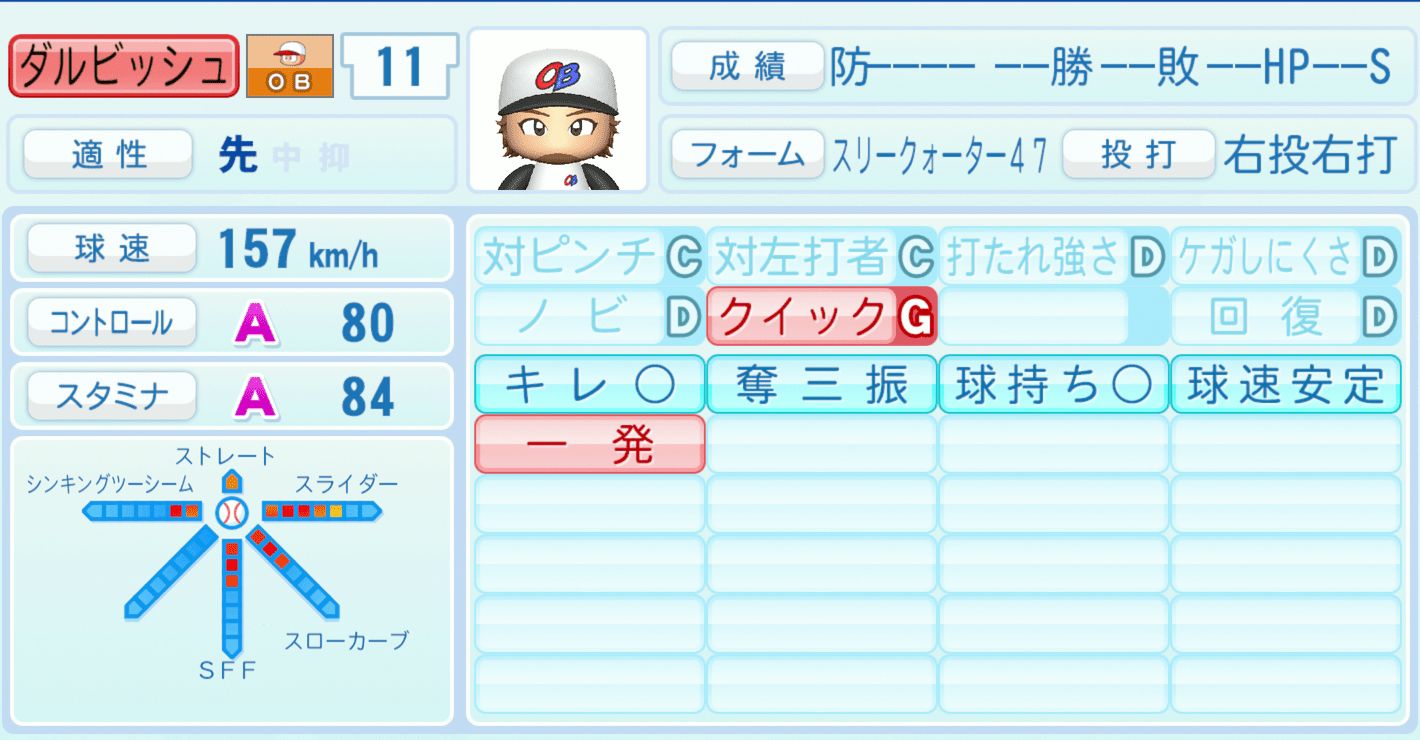 ダルビッシュ OB 11 OB 成績 防---- --勝--敗--HP--S
適性 先 中 抑 OB フォーム スリークォーター47 投打 右投右打
球速 157 km/h
コントロール A 80
スタミナ A 84
ストレート
シンキングツーシーム スライダー
スローカーブ
SFF
対ピンチ C 対左打者 C 打たれ強さ D ケガしにくさ D
ノビ D クイック G 回復 D
キレ〇 奪三振 球持ち〇 球速安定
一発